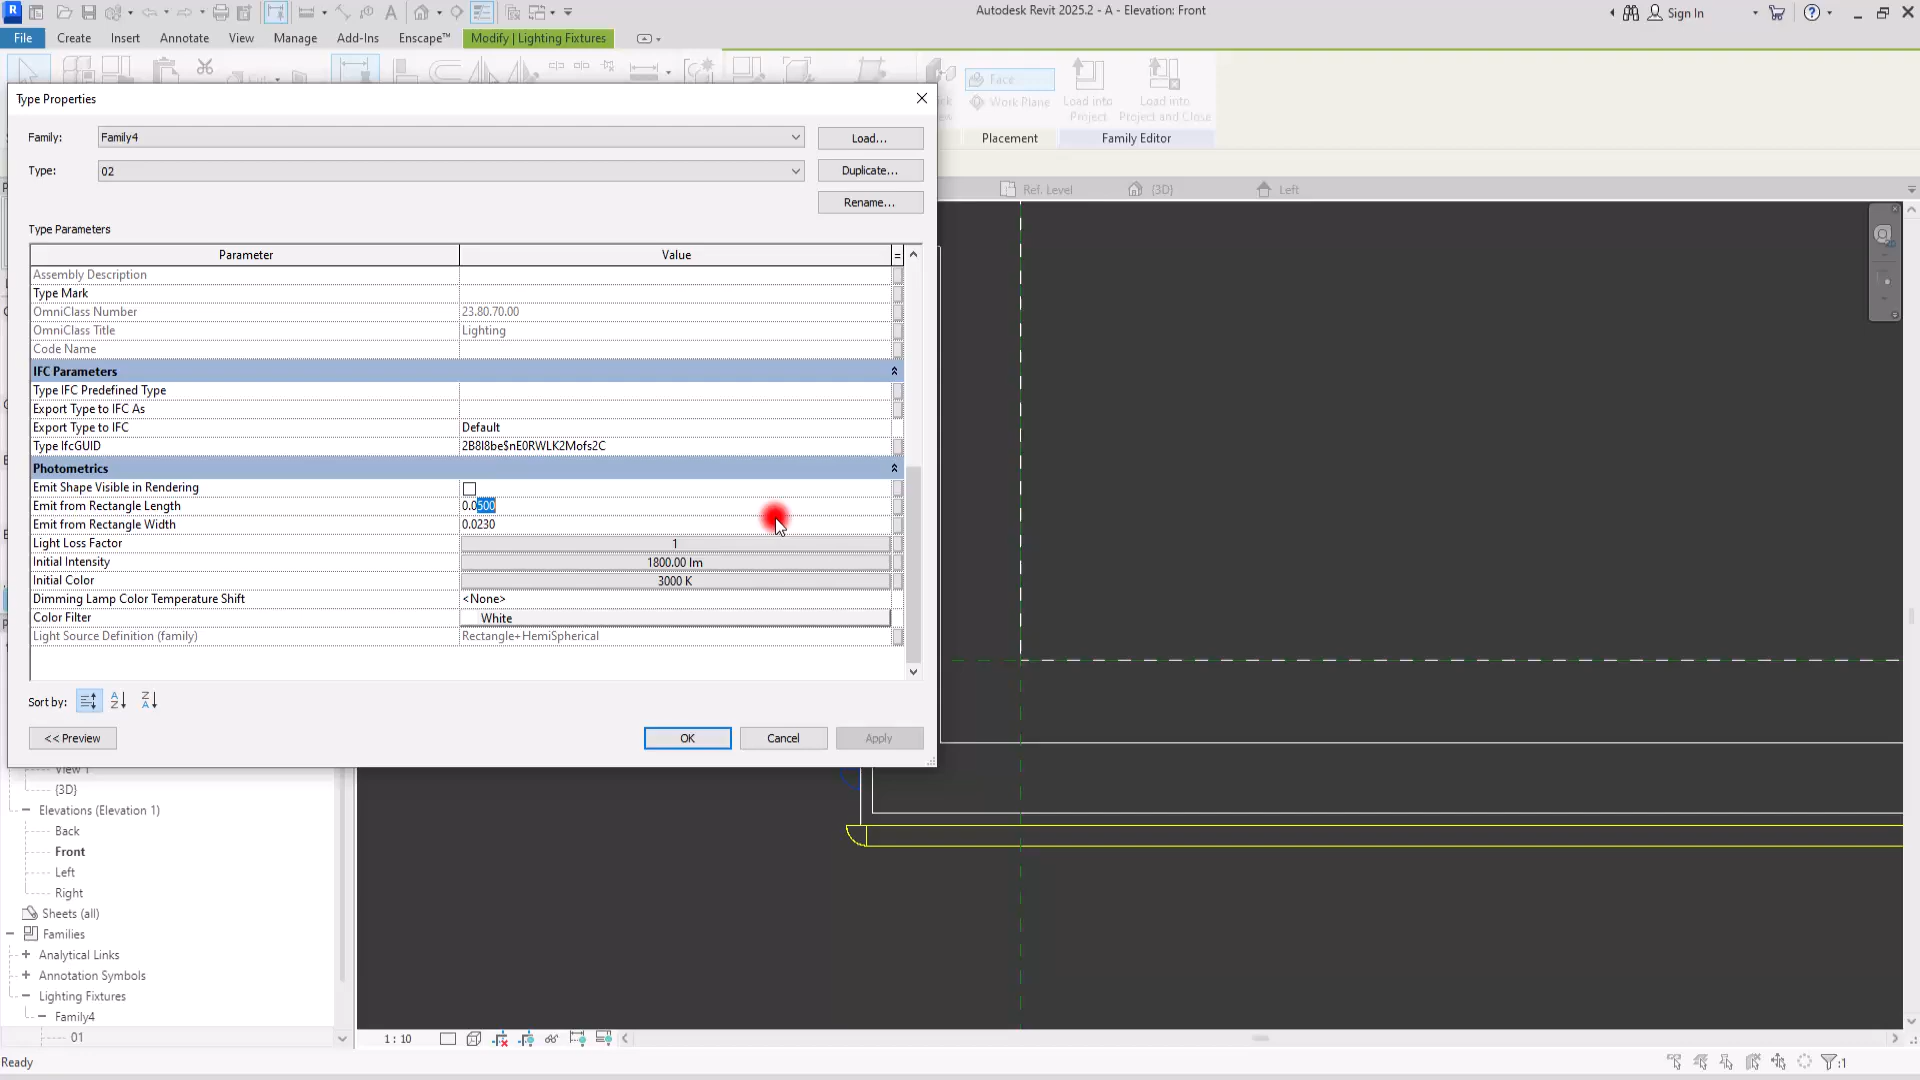 Autodesk Revit 2025.2 - A - Elevation: Front
Sign In
File
Create
Insert
Annotate
View
Manage
Add-Ins
Enscape™
Modify | Lighting Fixtures
Face
Work Plane
Load into
Project
Load into
Project and Close
Placement
Family Editor
Type Properties
Family:
Family4
Load...
Type:
02
Duplicate...
Rename...
Ref. Level
{3D}
Left
Type Parameters
Parameter
Value
=
Assembly Description
Type Mark
OmniClass Number
23.80.70.00
OmniClass Title
Lighting
Code Name
IFC Parameters
Type IFC Predefined Type
Export Type to IFC As
Export Type to IFC
Default
Type IfcGUID
2B8I8be$nE0RWLK2Mofs2C
Photometrics
Emit Shape Visible in Rendering
Emit from Rectangle Length
0.0500
Emit from Rectangle Width
0.0230
Light Loss Factor
1
Initial Intensity
1800.00 lm
Initial Color
3000 K
Dimming Lamp Color Temperature Shift
<None>
Color Filter
White
Light Source Definition (family)
Rectangle+HemiSpherical
Sort by:
<< Preview
OK
Cancel
Apply
View 1
{3D}
Elevations (Elevation 1)
Back
Front
Left
Right
Sheets (all)
Families
Analytical Links
Annotation Symbols
Lighting Fixtures
Family4
01
1 : 10
Ready
:1